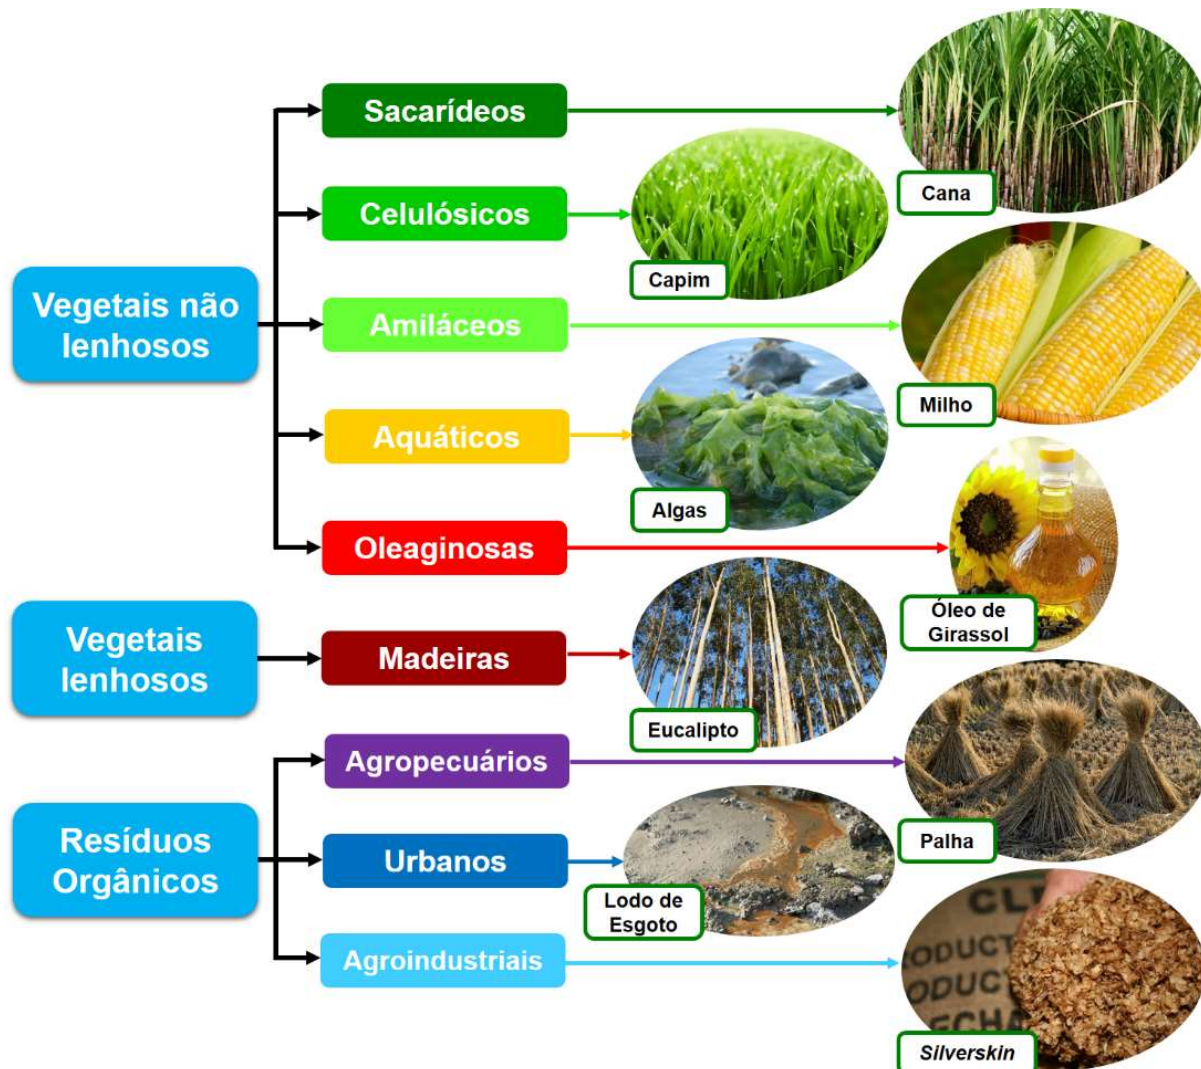 Sacarídeos
Cana
Celulósicos
Capim
Vegetais não
lenhosos
Amiláceos
Milho
Aquáticos
Algas
Oleaginosas
Óleo de
Girassol
Vegetais
lenhosos
Madeiras
Eucalipto
Agropecuários
Palha
Resíduos
Orgânicos
Urbanos
Lodo de
Esgoto
Agroindustriais
Silverskin